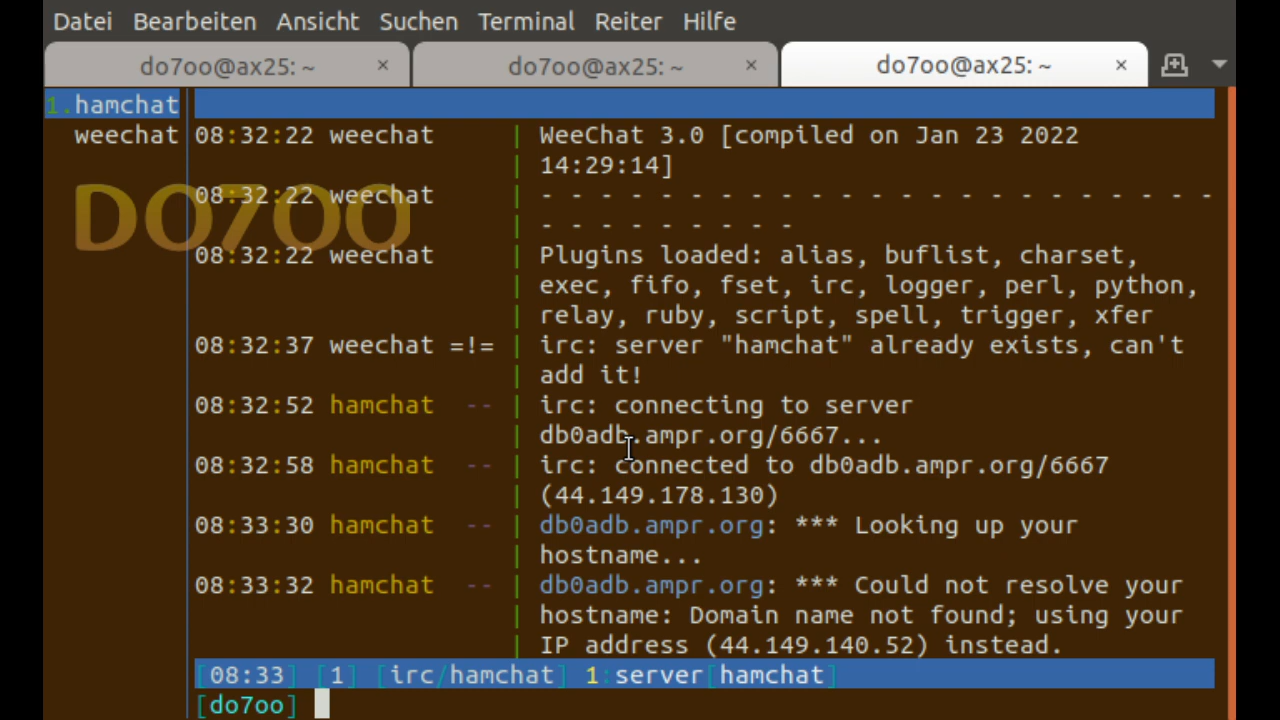 Datei Bearbeiten Ansicht Suchen Terminal Reiter Hilfe
do7oo@ax25: ~ × do7oo@ax25: ~ × do7oo@ax25: ~ ×
1.hamchat
weechat 08:32:22 weechat | WeeChat 3.0 [compiled on Jan 23 2022
| 14:29:14]
DO7OO
08:32:22 weechat | - - - - - - - - - - - - - - - - - - - - - - -
| - - - - - - - - -
08:32:22 weechat | Plugins loaded: alias, buflist, charset,
| exec, fifo, fset, irc, logger, perl, python,
| relay, ruby, script, spell, trigger, xfer
08:32:37 weechat =!= | irc: server "hamchat" already exists, can't
| add it!
08:32:52 hamchat -- | irc: connecting to server
| db0adb.ampr.org/6667...
08:32:58 hamchat -- | irc: connected to db0adb.ampr.org/6667
| (44.149.178.130)
08:33:30 hamchat -- | db0adb.ampr.org: *** Looking up your
| hostname...
08:33:32 hamchat -- | db0adb.ampr.org: *** Could not resolve your
| hostname: Domain name not found; using your
| IP address (44.149.140.52) instead.
[08:33] [1] [irc/hamchat] 1:server[hamchat]
[do7oo]